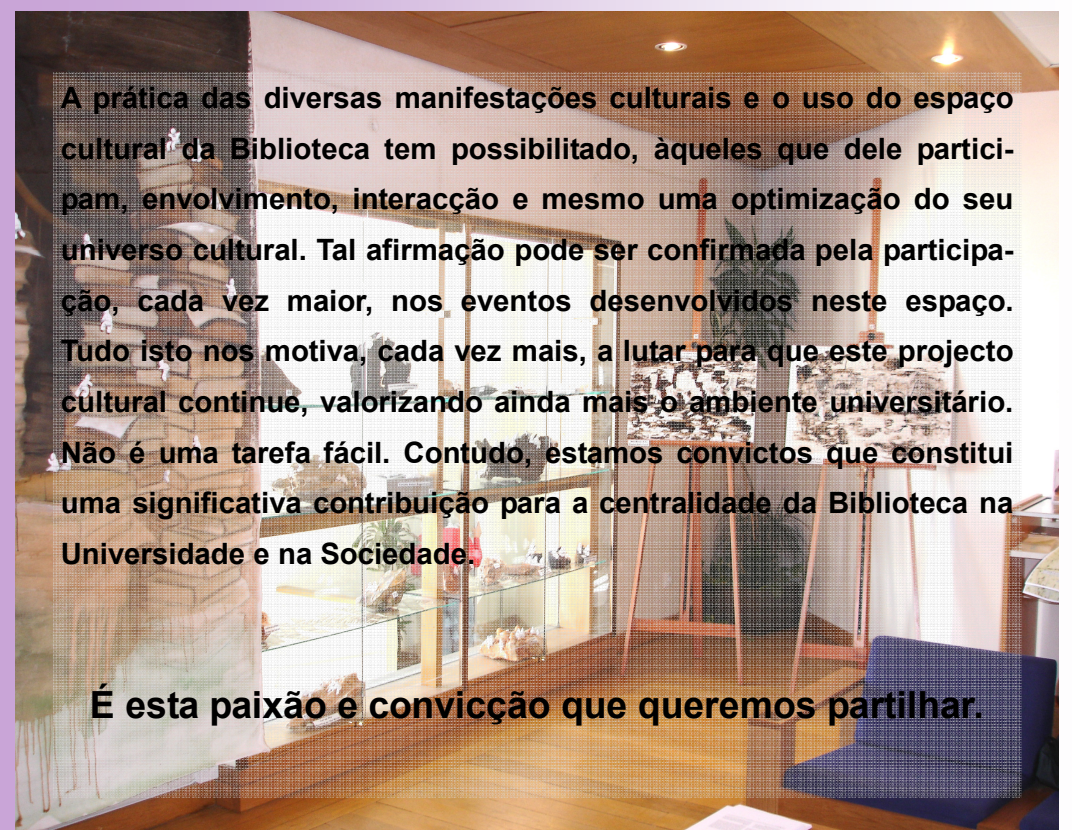 A prática das diversas manifestações culturais e o uso do espaço
cultural da Biblioteca tem possibilitado, àqueles que dele partici-
pam, envolvimento, interacção e mesmo uma optimização do seu
universo cultural. Tal afirmação pode ser confirmada pela participa-
ção, cada vez maior, nos eventos desenvolvidos neste espaço.
Tudo isto nos motiva, cada vez mais, a lutar para que este projecto
cultural continue, valorizando ainda mais o ambiente universitário.
Não é uma tarefa fácil. Contudo, estamos convictos que constitui
uma significativa contribuição para a centralidade da Biblioteca na
Universidade e na Sociedade.
É esta paixão e convicção que queremos partilhar.